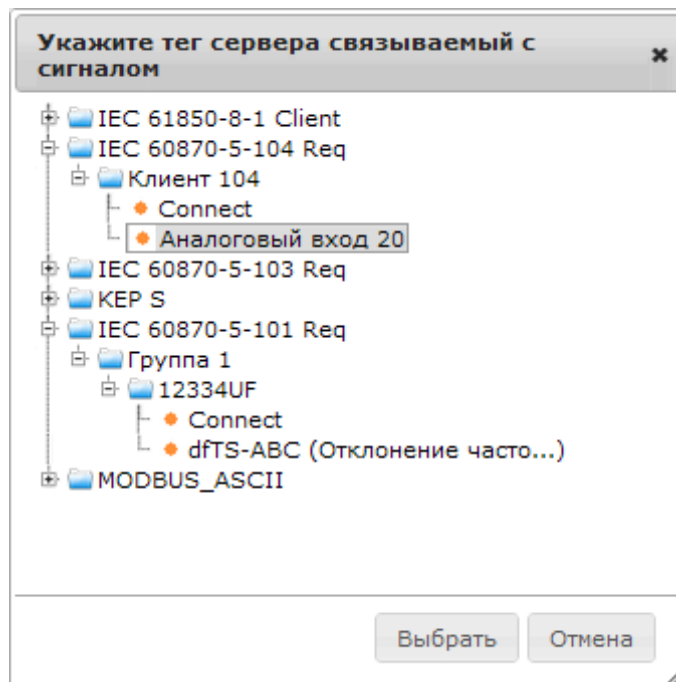 Укажите тег сервера связываемый с
сигналом
IEC 61850-8-1 Client
IEC 60870-5-104 Req
Клиент 104
Connect
Аналоговый вход 20
IEC 60870-5-103 Req
KEP S
IEC 60870-5-101 Req
Группа 1
12334UF
Connect
dfTS-ABC (Отклонение часто...)
MODBUS_ASCII
Выбрать Отмена